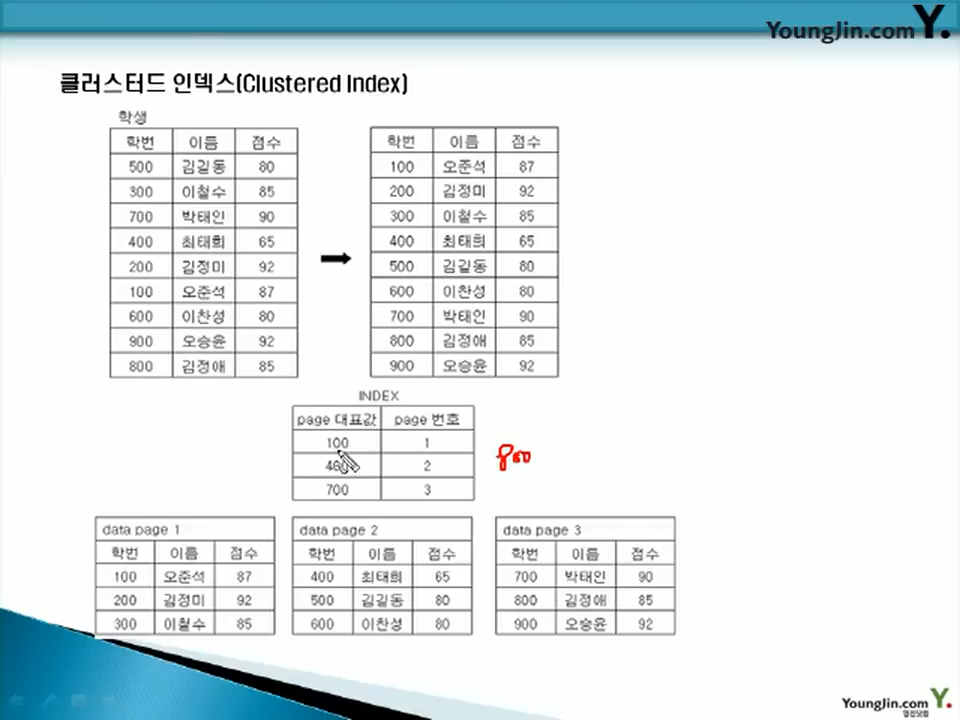 YoungJin.com Y.
클러스터드 인덱스(Clustered Index)
학생
학번 이름 점수
500 김길동 80
300 이철수 85
700 박태인 90
400 최태희 65
200 김정미 92
100 오준석 87
600 이찬성 80
900 오승윤 92
800 김정애 85
학번 이름 점수
100 오준석 87
200 김정미 92
300 이철수 85
400 최태희 65
500 김길동 80
600 이찬성 80
700 박태인 90
800 김정애 85
900 오승윤 92
INDEX
page 대표값 page 번호
100 1
400 2
700 3
800
data page 1
학번 이름 점수
100 오준석 87
200 김정미 92
300 이철수 85
data page 2
학번 이름 점수
400 최태희 65
500 김길동 80
600 이찬성 80
data page 3
학번 이름 점수
700 박태인 90
800 김정애 85
900 오승윤 92
YoungJin.com Y.